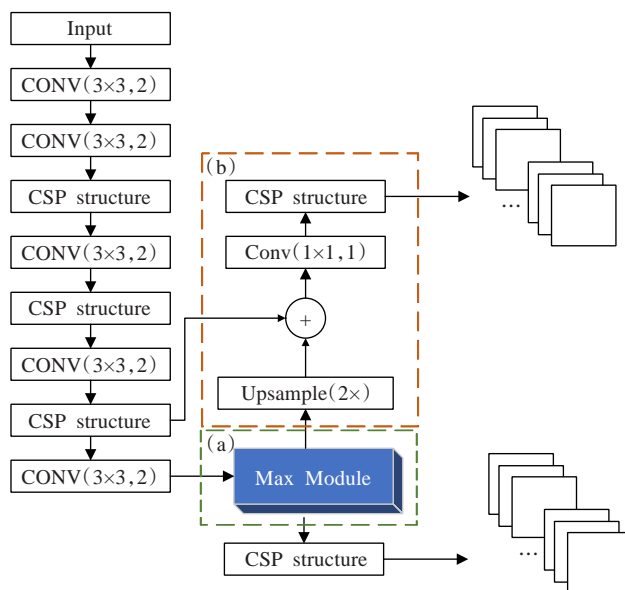 Input
CONV(3×3,2)
CONV(3×3,2)
CSP structure
CONV(3×3,2)
CSP structure
CONV(3×3,2)
CSP structure
CONV(3×3,2)
(b)
CSP structure
Conv(1×1,1)
+
Upsample(2×)
(a)
Max Module
CSP structure
...
...